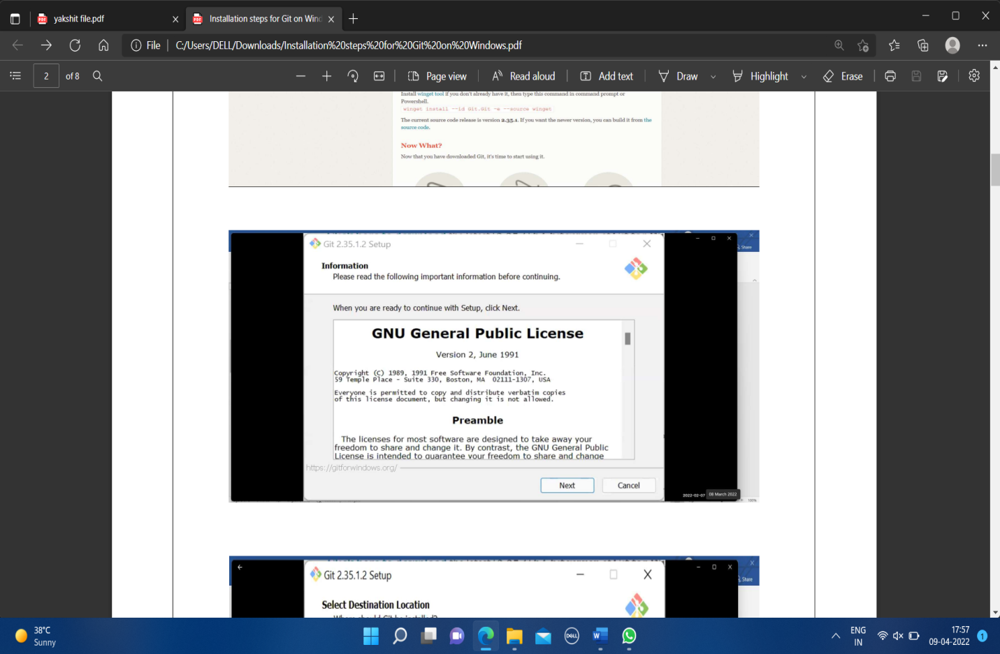 yakshit file.pdf
Installation steps for Git on Wind
File
C:/Users/DELL/Downloads/Installation%20steps%20for%20Git%20on%20Windows.pdf
2 of 8
Page view
Read aloud
Add text
Draw
Highlight
Erase
Install winget tool if you don't already have it, then type this command in command prompt or
Powershell.
winget install --id Git.Git -e --source winget
The current source code release is version 2.35.1. If you want the newer version, you can build it from the
source code.
Now What?
Now that you have downloaded Git, it's time to start using it.
Git 2.35.1.2 Setup
Share
Information
Please read the following important information before continuing.
When you are ready to continue with Setup, click Next.
GNU General Public License
Version 2, June 1991
Copyright (C) 1989, 1991 Free Software Foundation, Inc.
59 Temple Place - Suite 330, Boston, MA 02111-1307, USA
Everyone is permitted to copy and distribute verbatim copies
of this license document, but changing it is not allowed.
Preamble
The licenses for most software are designed to take away your
freedom to share and change it. By contrast, the GNU General Public
License is intended to guarantee your freedom to share and change
https://gitforwindows.org/
Next
Cancel
2022-02-07
08 March 2022
100%
Git 2.35.1.2 Setup
Share
Select Destination Location
Where should Git be installed?
38°C
Sunny
DELL
W
ENG
IN
17:57
09-04-2022
1